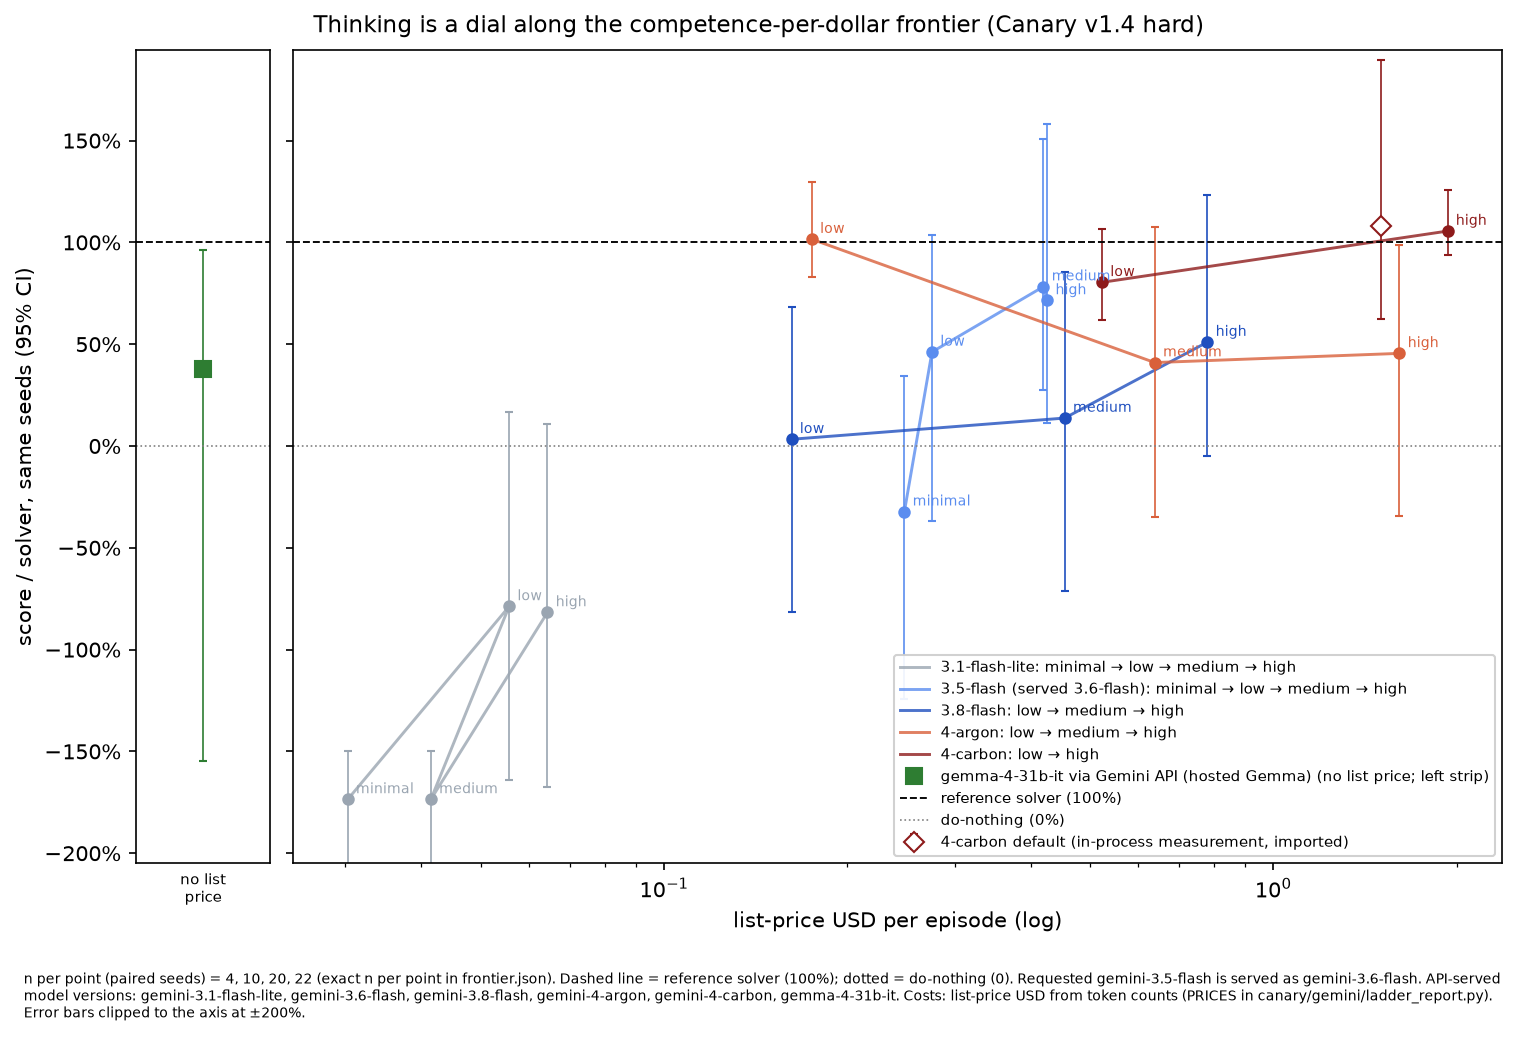 Thinking is a dial along the competence-per-dollar frontier (Canary v1.4 hard)
score / solver, same seeds (95% CI)
150%
100%
50%
0%
−50%
−100%
−150%
−200%
low
high
low
medium
high
low
high
low
high
medium
low
medium
minimal
low
high
minimal
medium
3.1-flash-lite: minimal → low → medium → high
3.5-flash (served 3.6-flash): minimal → low → medium → high
3.8-flash: low → medium → high
4-argon: low → medium → high
4-carbon: low → high
gemma-4-31b-it via Gemini API (hosted Gemma) (no list price; left strip)
reference solver (100%)
do-nothing (0%)
4-carbon default (in-process measurement, imported)
no list
price
10⁻¹
10⁰
list-price USD per episode (log)
n per point (paired seeds) = 4, 10, 20, 22 (exact n per point in frontier.json). Dashed line = reference solver (100%); dotted = do-nothing (0). Requested gemini-3.5-flash is served as gemini-3.6-flash. API-served
model versions: gemini-3.1-flash-lite, gemini-3.6-flash, gemini-3.8-flash, gemini-4-argon, gemini-4-carbon, gemma-4-31b-it. Costs: list-price USD from token counts (PRICES in canary/gemini/ladder_report.py).
Error bars clipped to the axis at ±200%.